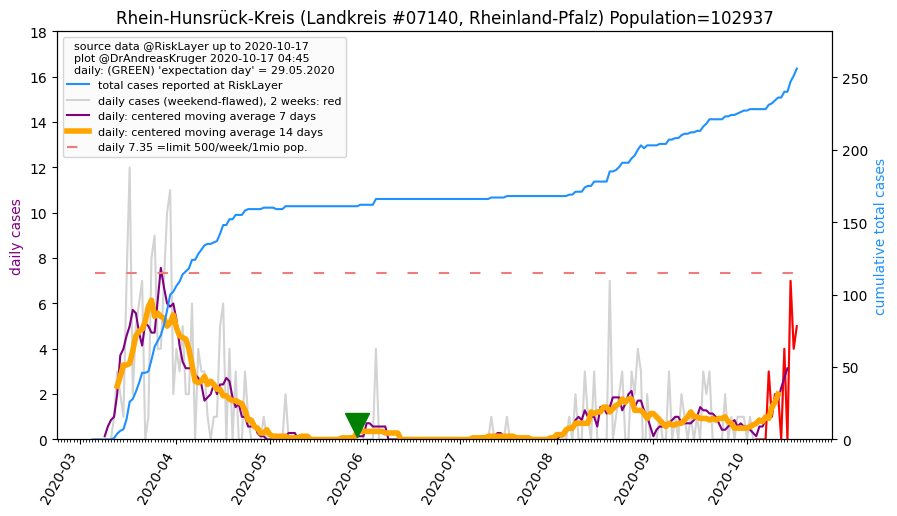 Rhein-Hunsrück-Kreis (Landkreis #07140, Rheinland-Pfalz) Population=102937
source data @RiskLayer up to 2020-10-17
plot @DrAndreasKruger 2020-10-17 04:45
daily: (GREEN) 'expectation day' = 29.05.2020
total cases reported at RiskLayer
daily cases (weekend-flawed), 2 weeks: red
daily: centered moving average 7 days
daily: centered moving average 14 days
daily 7.35 =limit 500/week/1mio pop.
daily cases
18
16
14
12
10
8
6
4
2
0
250
200
150
100
50
0
cumulative total cases
2020-03
2020-04
2020-05
2020-06
2020-07
2020-08
2020-09
2020-10